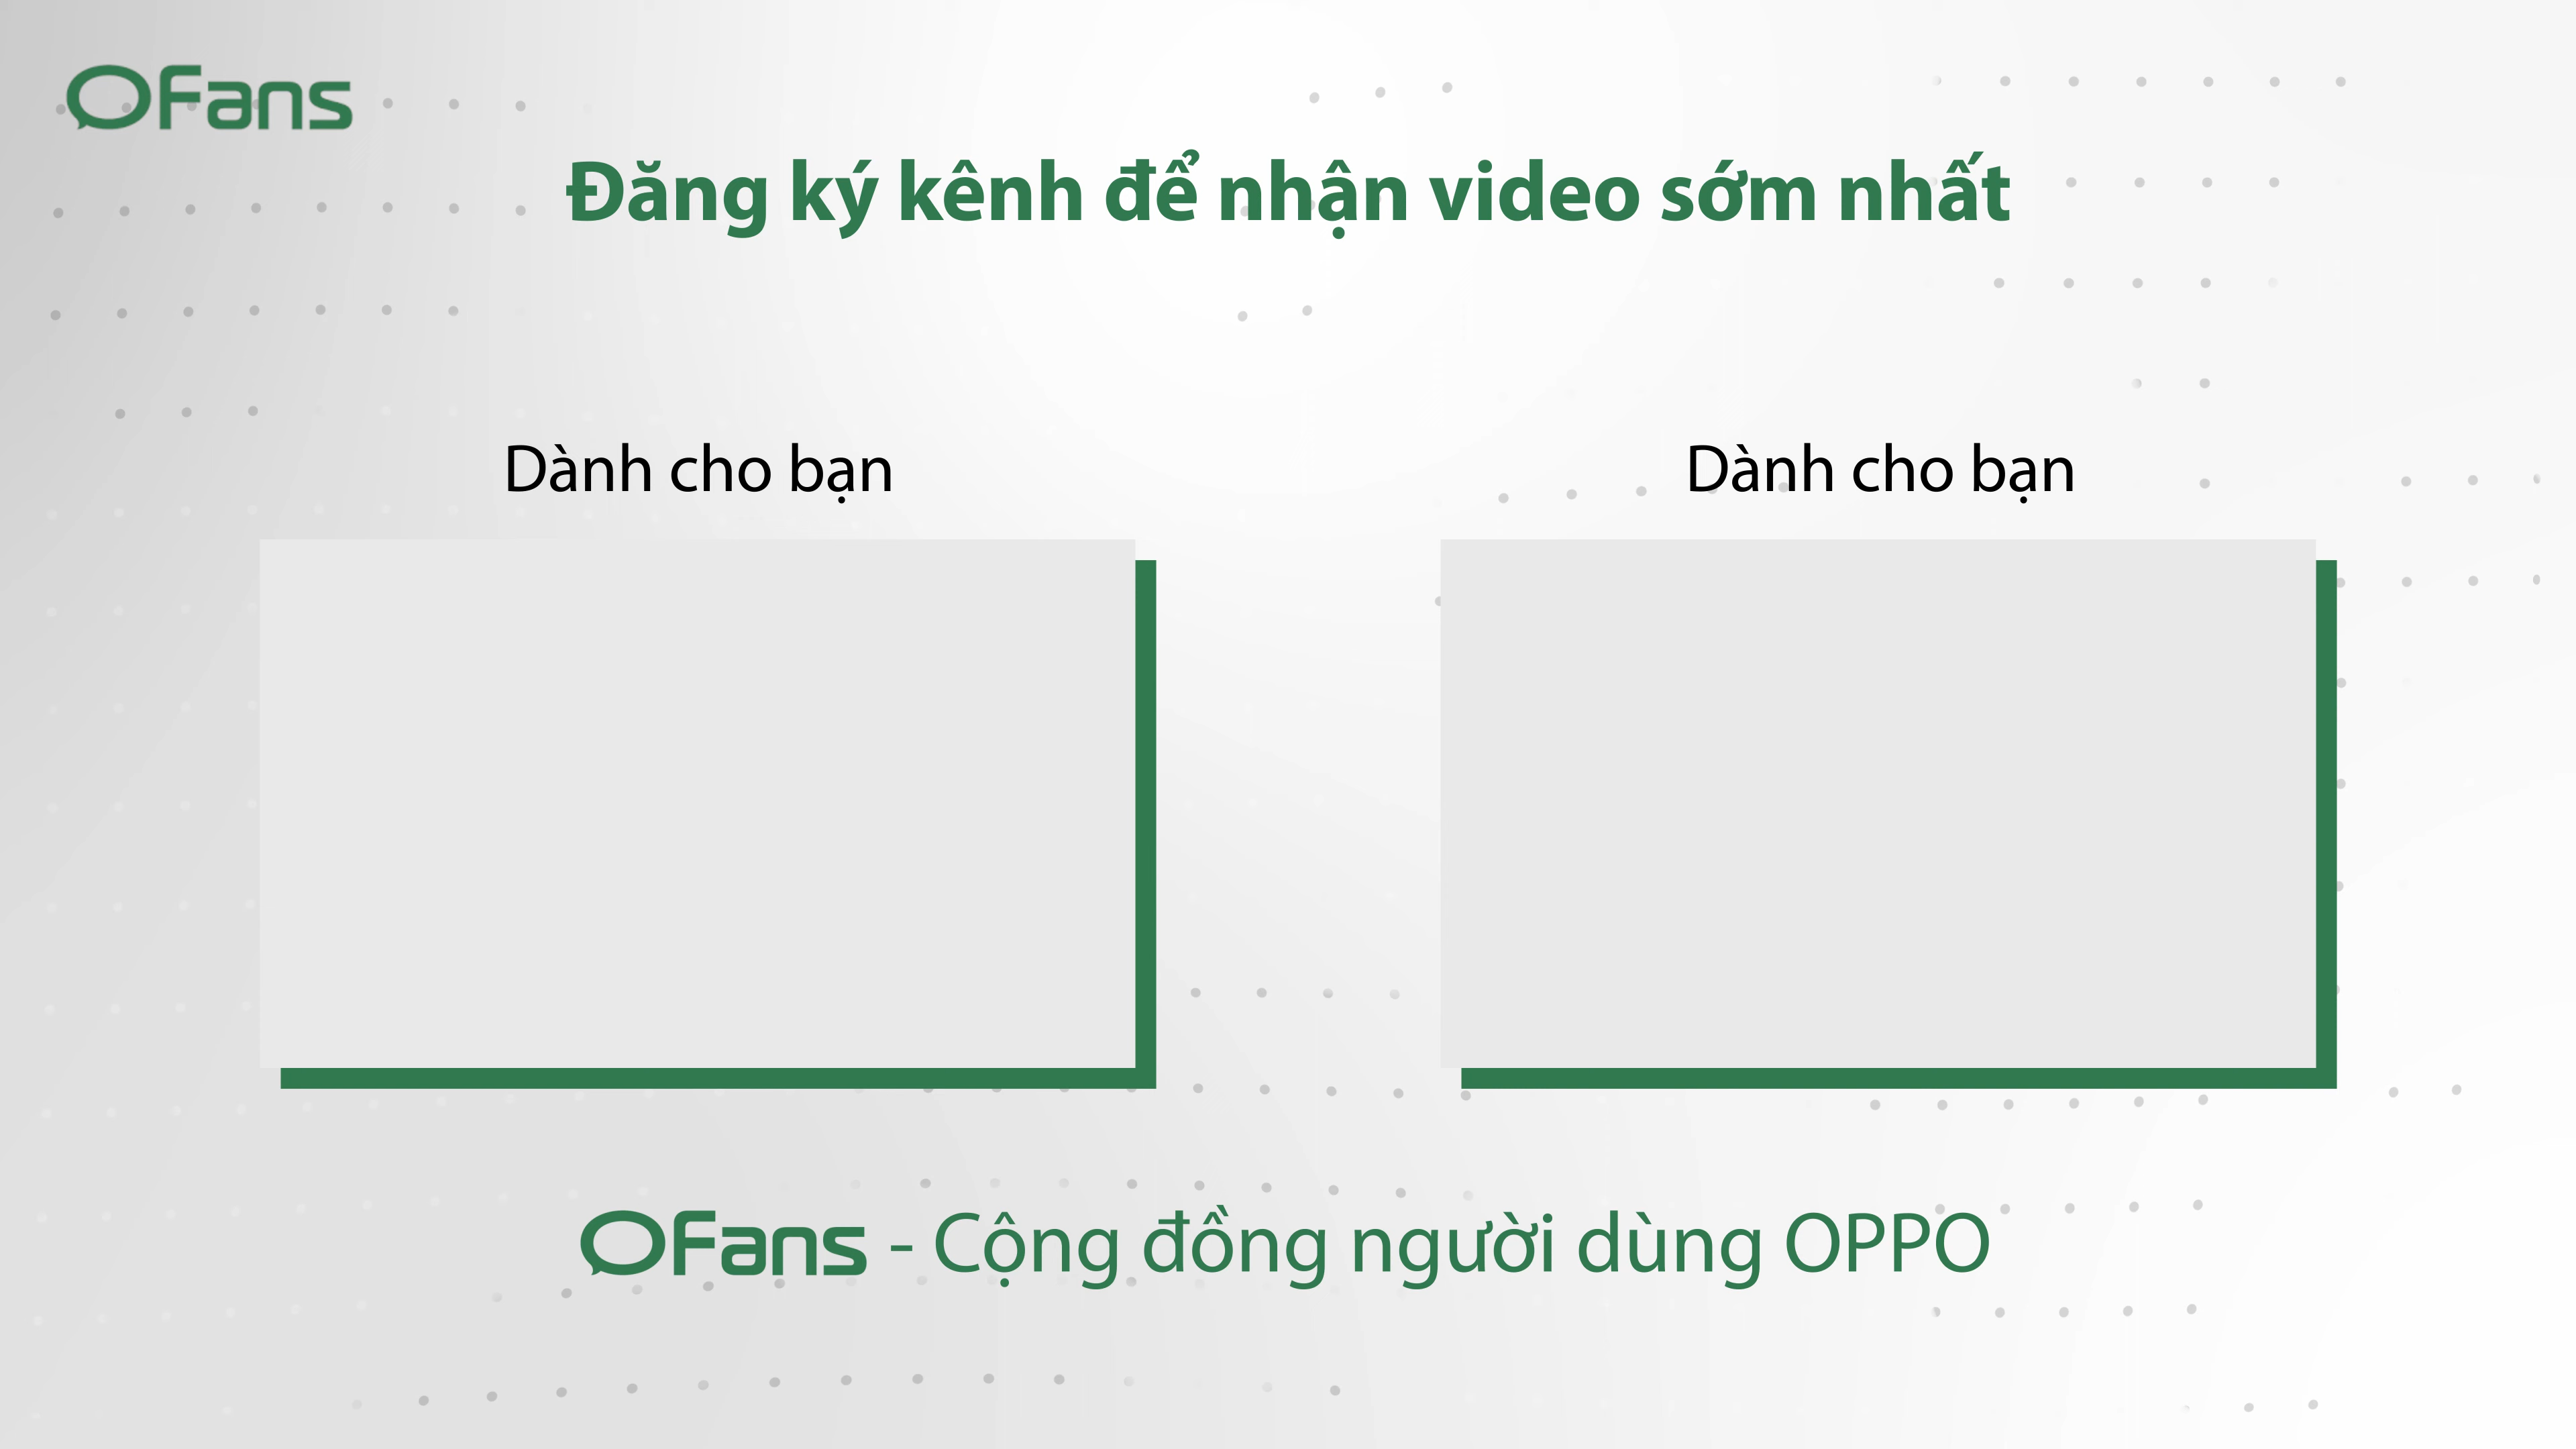 OFans
Đăng ký kênh để nhận video sớm nhất
Dành cho bạn
Dành cho bạn
OFans - Cộng đồng người dùng OPPO